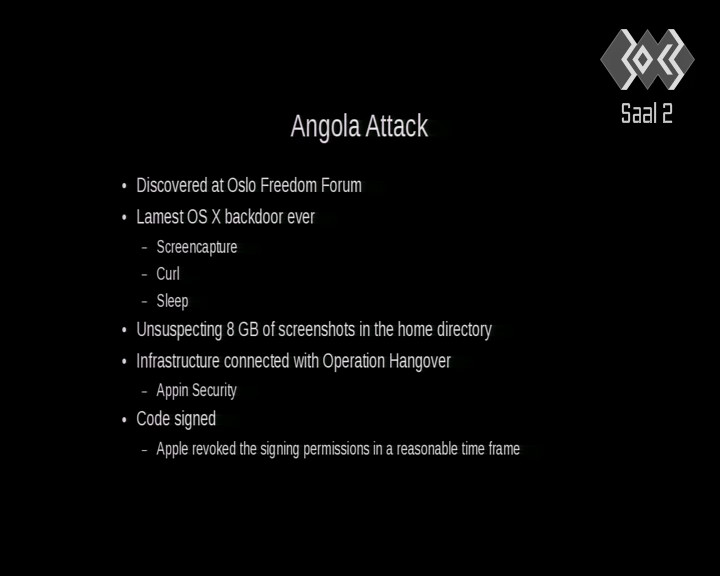 Saal 2
Angola Attack
• Discovered at Oslo Freedom Forum
• Lamest OS X backdoor ever
– Screencapture
– Curl
– Sleep
• Unsuspecting 8 GB of screenshots in the home directory
• Infrastructure connected with Operation Hangover
– Appin Security
• Code signed
– Apple revoked the signing permissions in a reasonable time frame